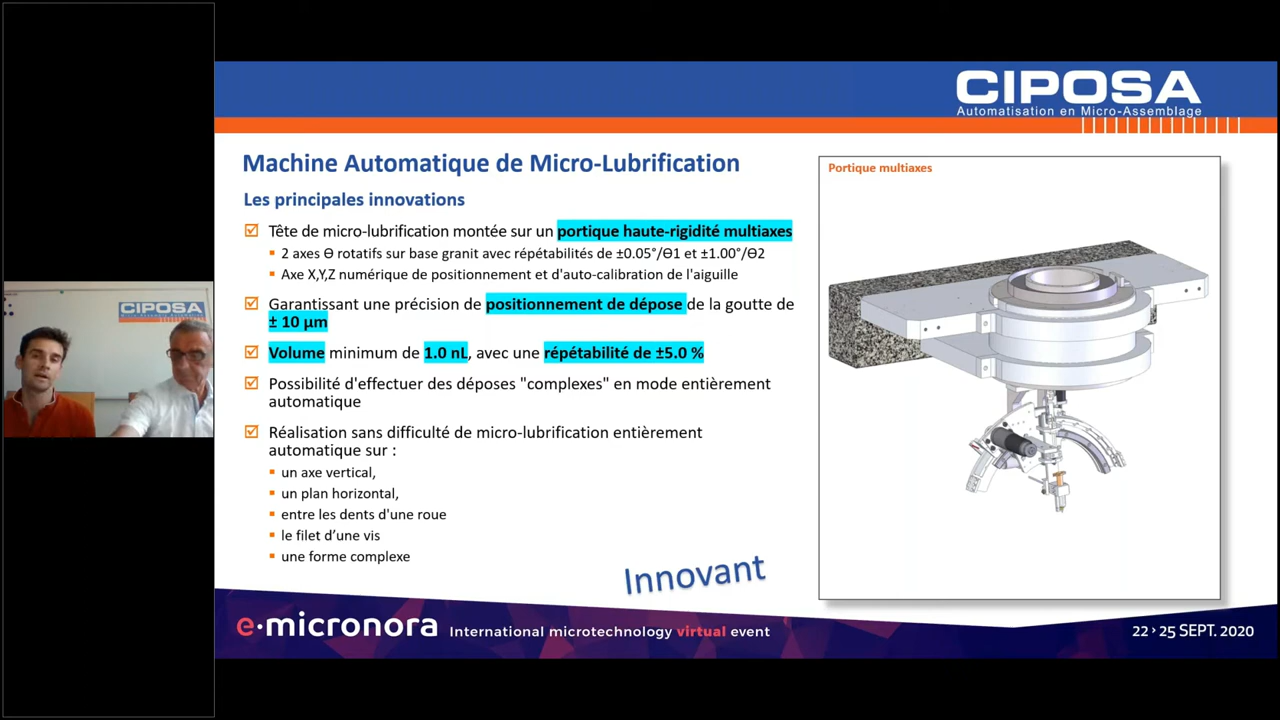 CIPOSA
Automatisation en Micro-Assemblage
Machine Automatique de Micro-Lubrification
Les principales innovations
Tête de micro-lubrification montée sur un portique haute-rigidité multiaxes
2 axes Ɵ rotatifs sur base granit avec répétabilités de ±0.05°/Ɵ1 et ±1.00°/Ɵ2
Axe X,Y,Z numérique de positionnement et d'auto-calibration de l'aiguille
Garantissant une précision de positionnement de dépose de la goutte de
± 10 µm
Volume minimum de 1.0 nL, avec une répétabilité de ±5.0 %
Possibilité d'effectuer des déposes "complexes" en mode entièrement
automatique
Réalisation sans difficulté de micro-lubrification entièrement
automatique sur :
un axe vertical,
un plan horizontal,
entre les dents d'une roue
le filet d’une vis
une forme complexe
Innovant
Portique multiaxes
CIPOSA
e·micronora International microtechnology virtual event
22 › 25 SEPT. 2020